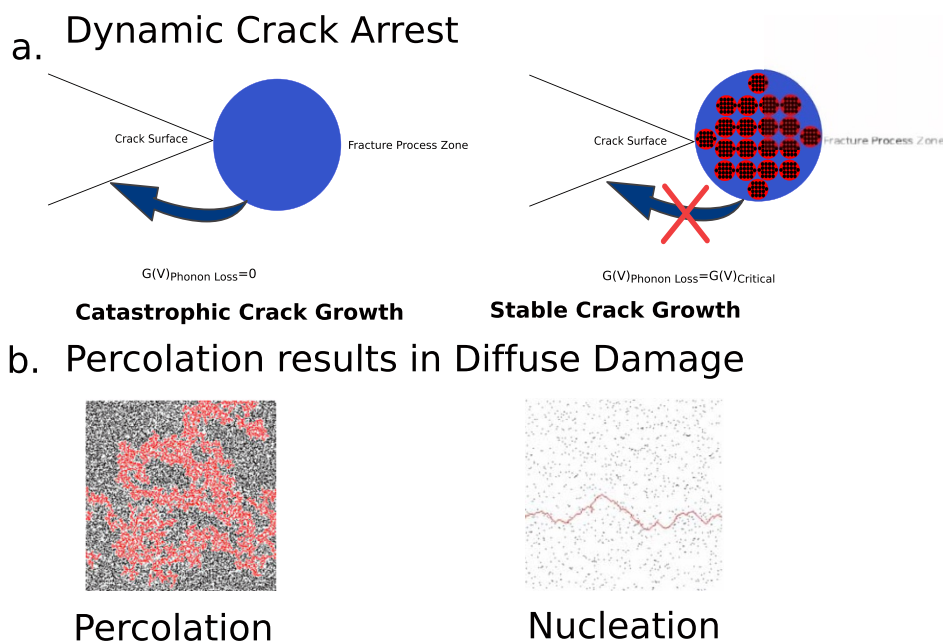 a. Dynamic Crack Arrest
Crack Surface
Fracture Process Zone
Crack Surface
Fracture Process Zone
G(V)Phonon Loss=0
G(V)Phonon Loss=G(V)Critical
Catastrophic Crack Growth
Stable Crack Growth
b. Percolation results in Diffuse Damage
Percolation
Nucleation